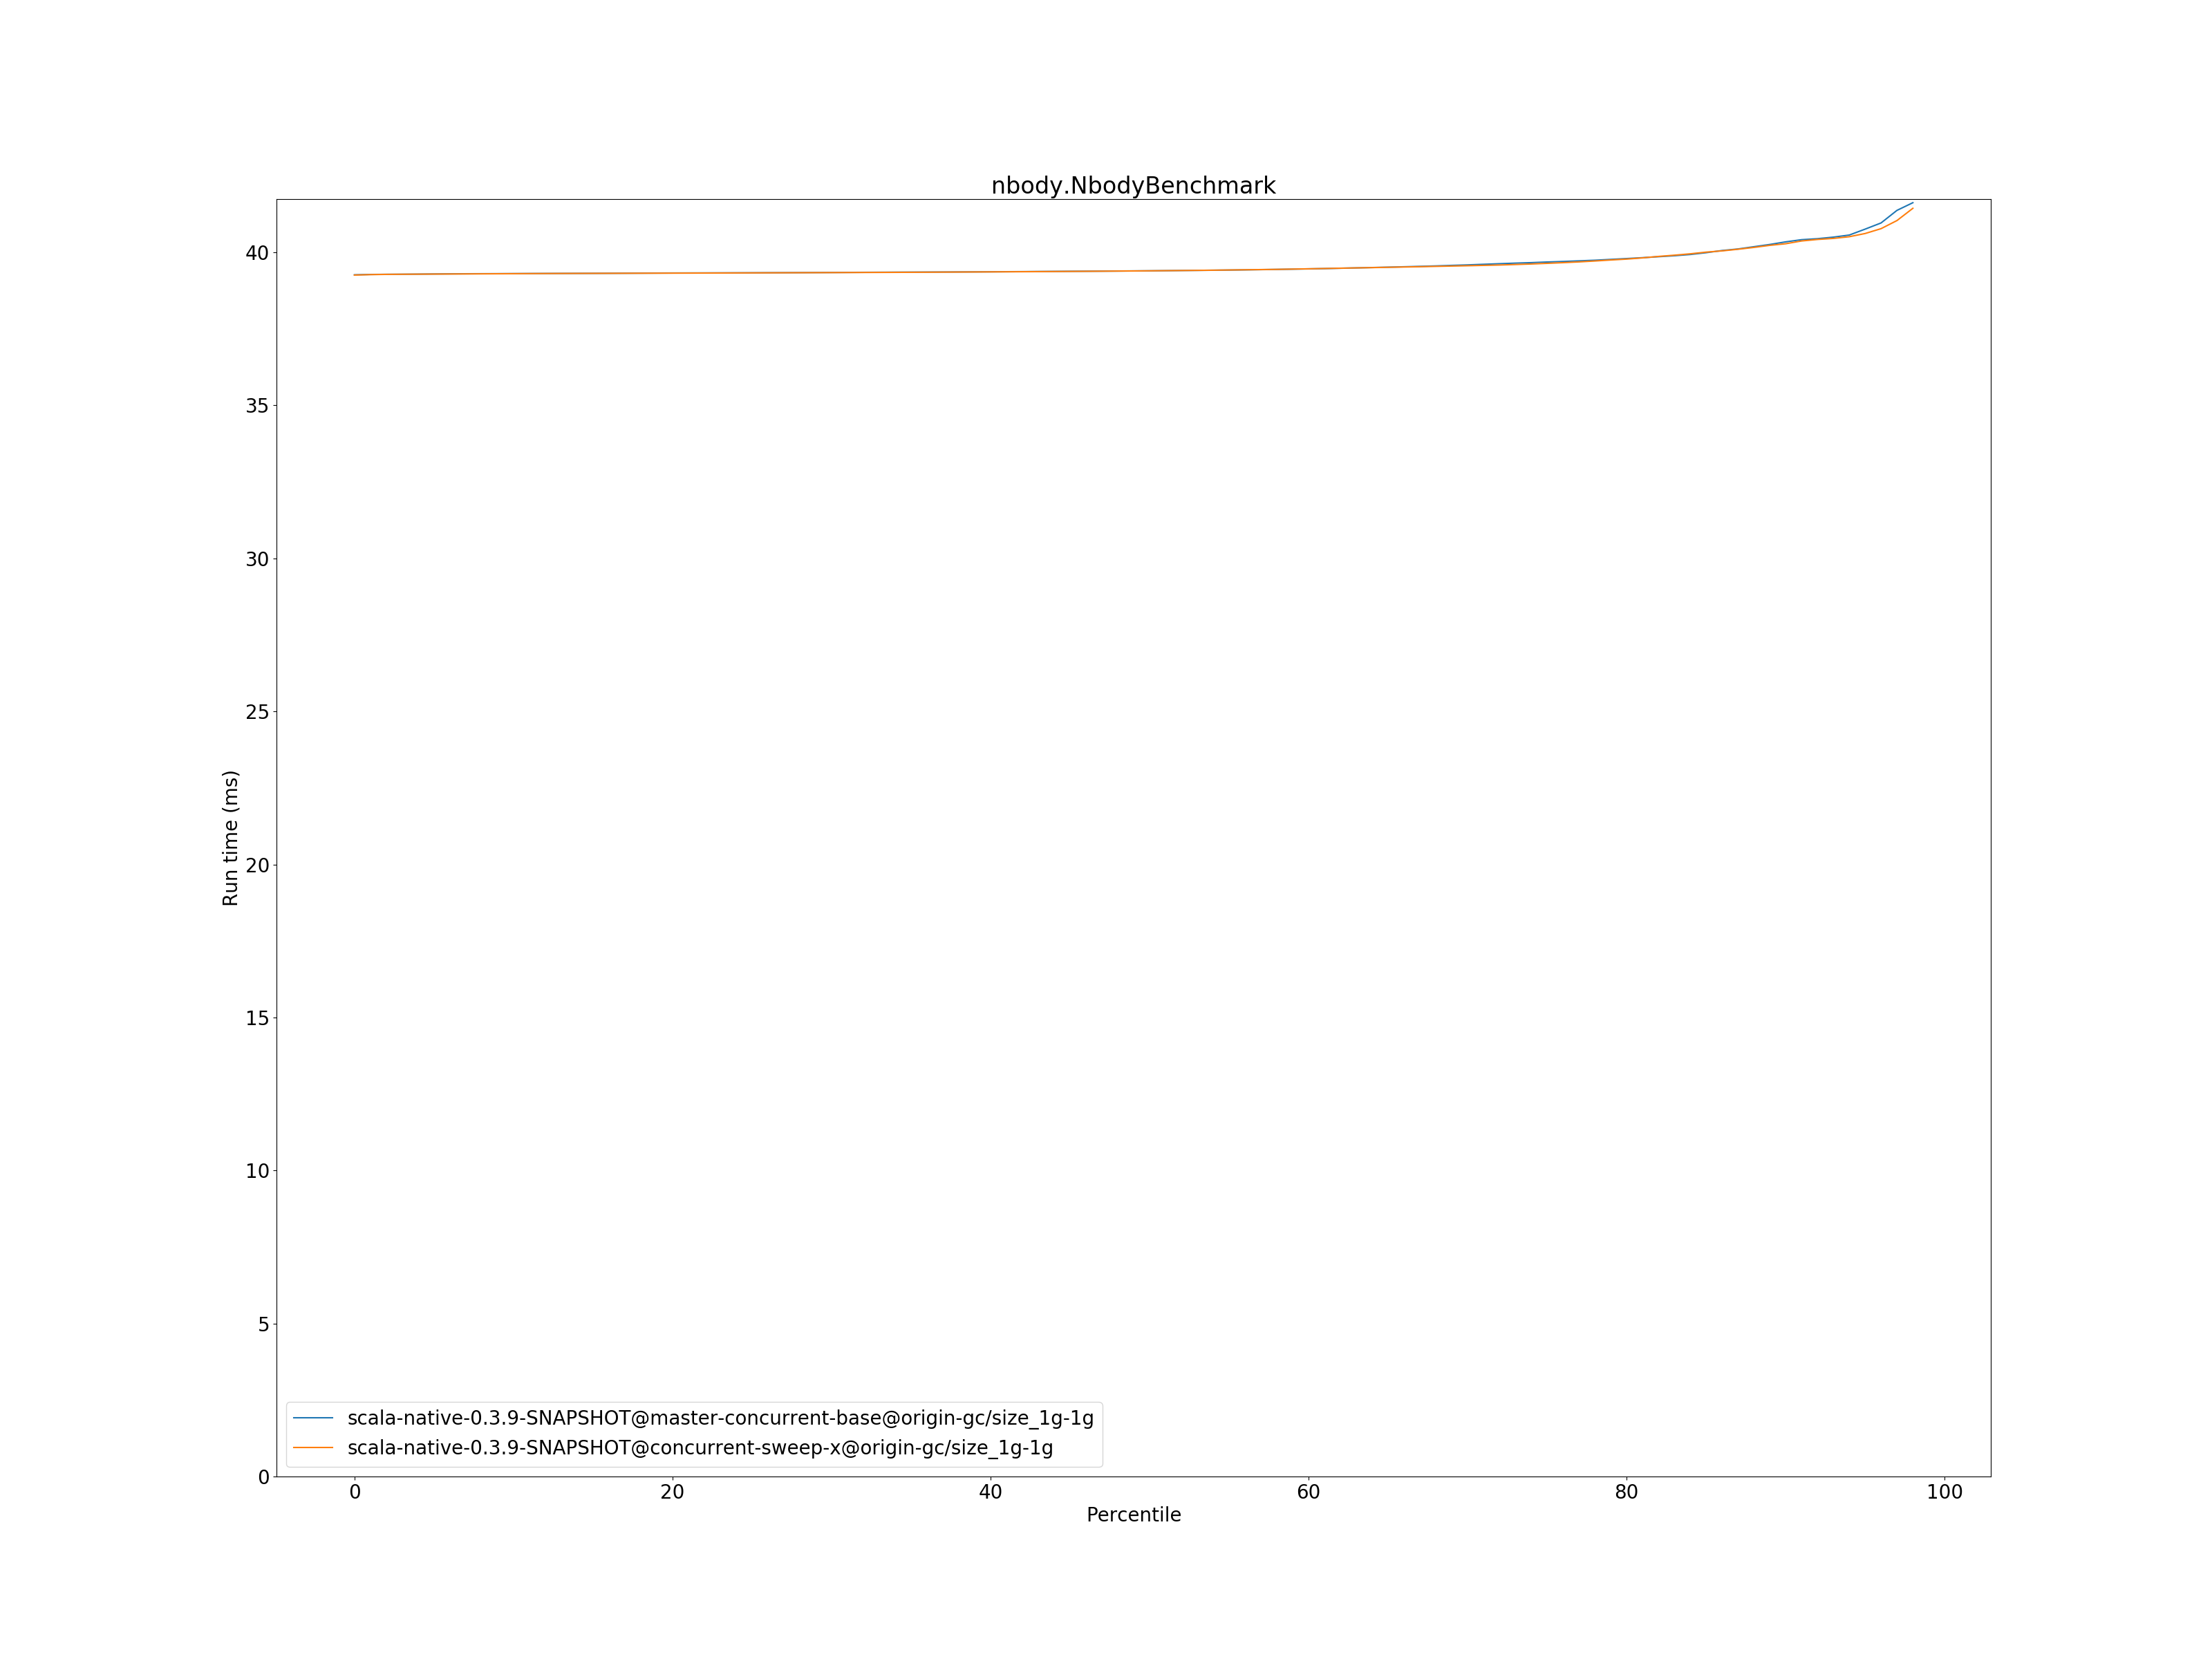 nbody.NbodyBenchmark
40
35
30
25
20
15
10
5
0
Run time (ms)
scala-native-0.3.9-SNAPSHOT@master-concurrent-base@origin-gc/size_1g-1g
scala-native-0.3.9-SNAPSHOT@concurrent-sweep-x@origin-gc/size_1g-1g
0 20 40 60 80 100
Percentile